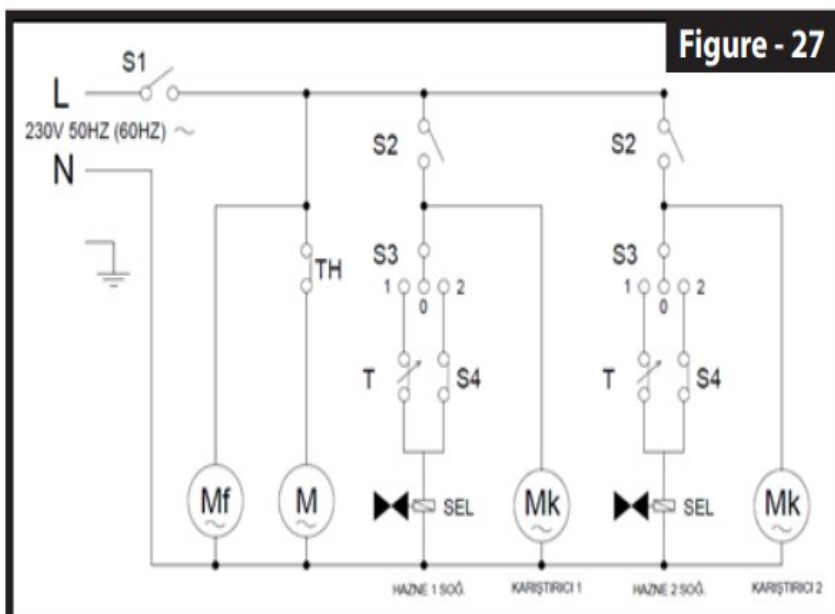 Figure - 27
S1
L
230V 50HZ (60HZ) ~
N
S2
S2
S3
S3
TH
1
2
0
1
2
0
T
S4
T
S4
Mf
~
M
~
SEL
Mk
~
SEL
Mk
~
HAZNE 1 SOĞ.
KARIŞTIRICI 1
HAZNE 2 SOĞ.
KARIŞTIRICI 2